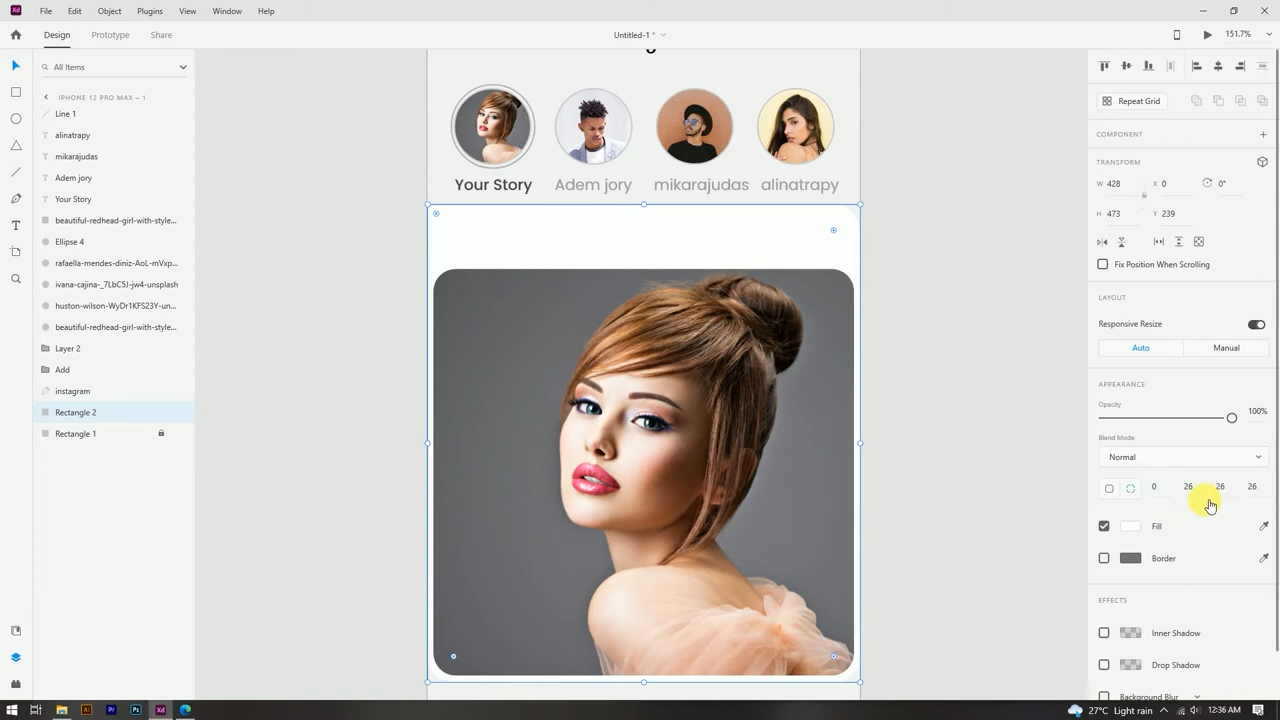 File Edit Object Plugins View Window Help
Design Prototype Share
Untitled-1 *
151.7%
All Items
IPHONE 12 PRO MAX – 1
Line 1
alinatrapy
mikarajudas
Adem jory
Your Story
beautiful-redhead-girl-with-style...
Ellipse 4
rafaella-mendes-diniz-AoL-mVxp...
ivana-cajina-_7LbC5J-jw4-unsplash
huston-wilson-WyDr1KFS23Y-un...
beautiful-redhead-girl-with-style...
Layer 2
Add
instagram
Rectangle 2
Rectangle 1
Your Story Adem jory mikarajudas alinatrapy
Repeat Grid
COMPONENT
TRANSFORM
W 428 X 0 0°
H 473 Y 239
Fix Position When Scrolling
LAYOUT
Responsive Resize
Auto Manual
APPEARANCE
Opacity
100%
Blend Mode
Normal
0 26 26 26
Fill
Border
EFFECTS
Inner Shadow
Drop Shadow
Background Blur
Xd
Ai Pr Ps Xd
27°C Light rain 12:36 AM